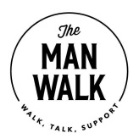 The
MAN
WALK
WALK, TALK, SUPPORT